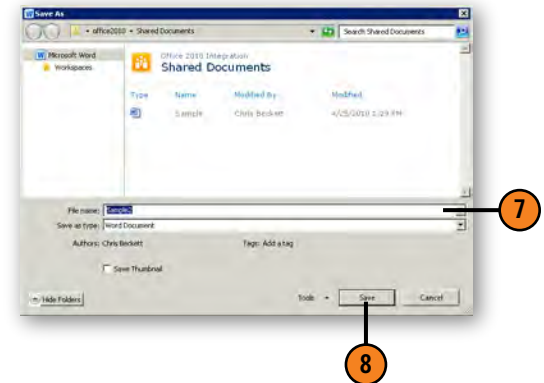 Save As
office2010 • Shared Documents
Search Shared Documents
Microsoft Word
Workspaces
Office 2010 Integration
Shared Documents
Type Name Modified By Modified
Sample Chris Beckett 4/25/2010 2:29 PM
File name: Sample2
Save as type: Word Document
Authors: Chris Beckett Tags: Add a tag
Save Thumbnail
Hide Folders Tools Save Cancel
7
8